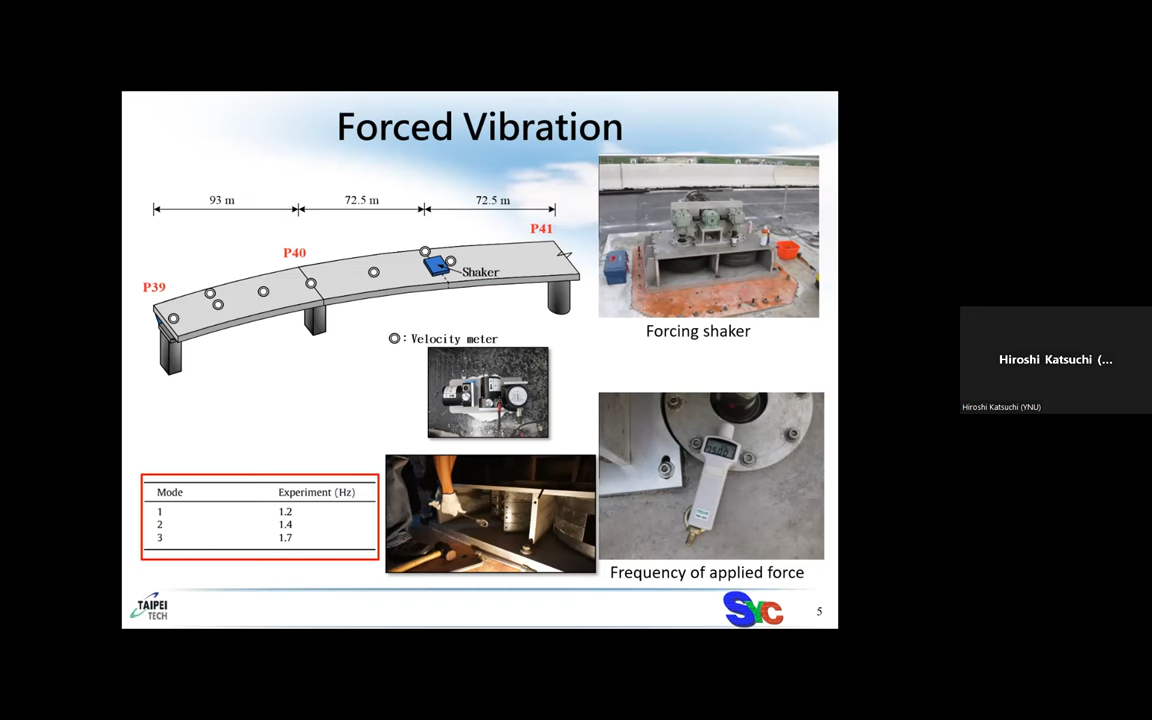 Forced Vibration
93 m
72.5 m
72.5 m
P41
P40
P39
Shaker
: Velocity meter
Forcing shaker
Mode Experiment (Hz)
1 1.2
2 1.4
3 1.7
Frequency of applied force
TAIPEI
TECH
SYC
5
Hiroshi Katsuchi (...
Hiroshi Katsuchi (YNU)